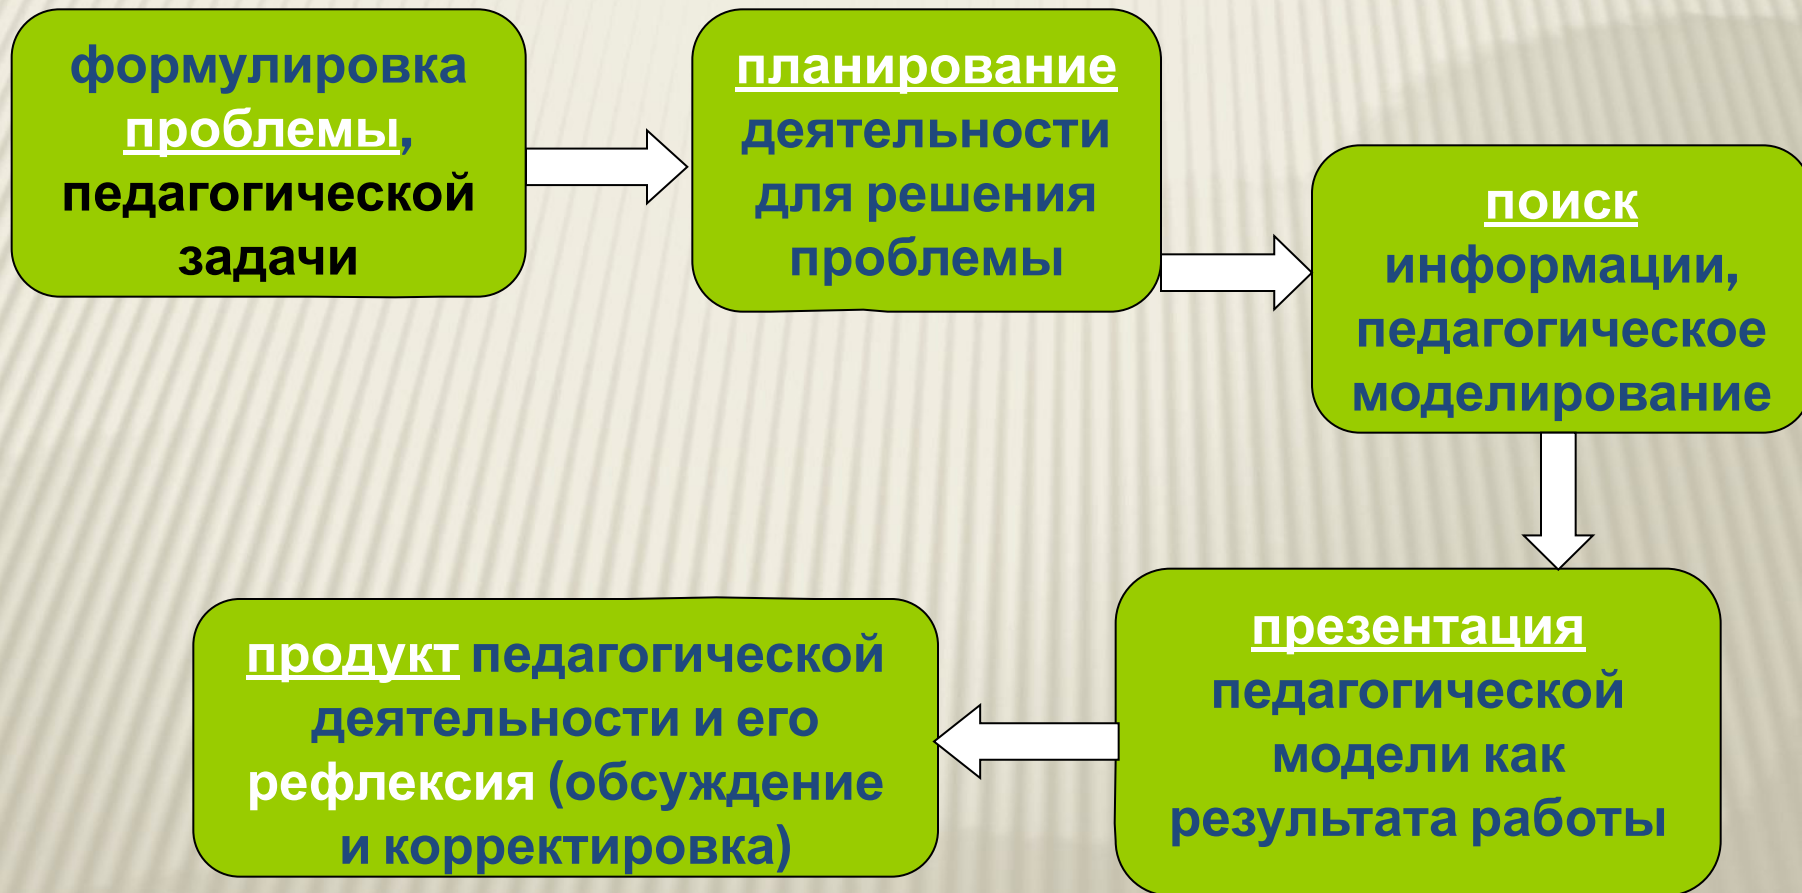 формулировка
проблемы,
педагогической
задачи
планирование
деятельности
для решения
проблемы
поиск
информации,
педагогическое
моделирование
презентация
педагогической
модели как
результата работы
продукт педагогической
деятельности и его
рефлексия (обсуждение
и корректировка)